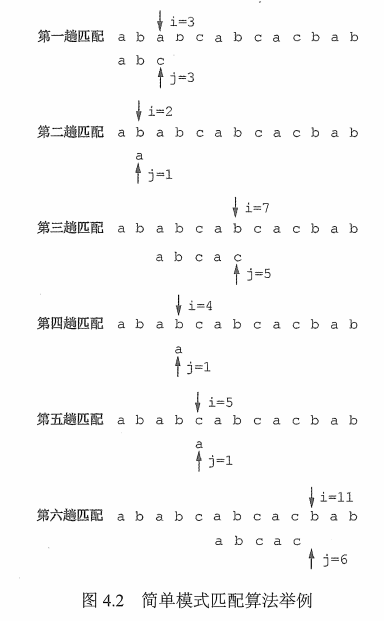 i=3
第一趟匹配 a b a b c a b c a c b a b
a b c
j=3
i=2
第二趟匹配 a b a b c a b c a c b a b
a
j=1
i=7
第三趟匹配 a b a b c a b c a c b a b
a b c a c
j=5
i=4
第四趟匹配 a b a b c a b c a c b a b
a
j=1
i=5
第五趟匹配 a b a b c a b c a c b a b
a
j=1
i=11
第六趟匹配 a b a b c a b c a c b a b
a b c a c
j=6
图 4.2 简单模式匹配算法举例